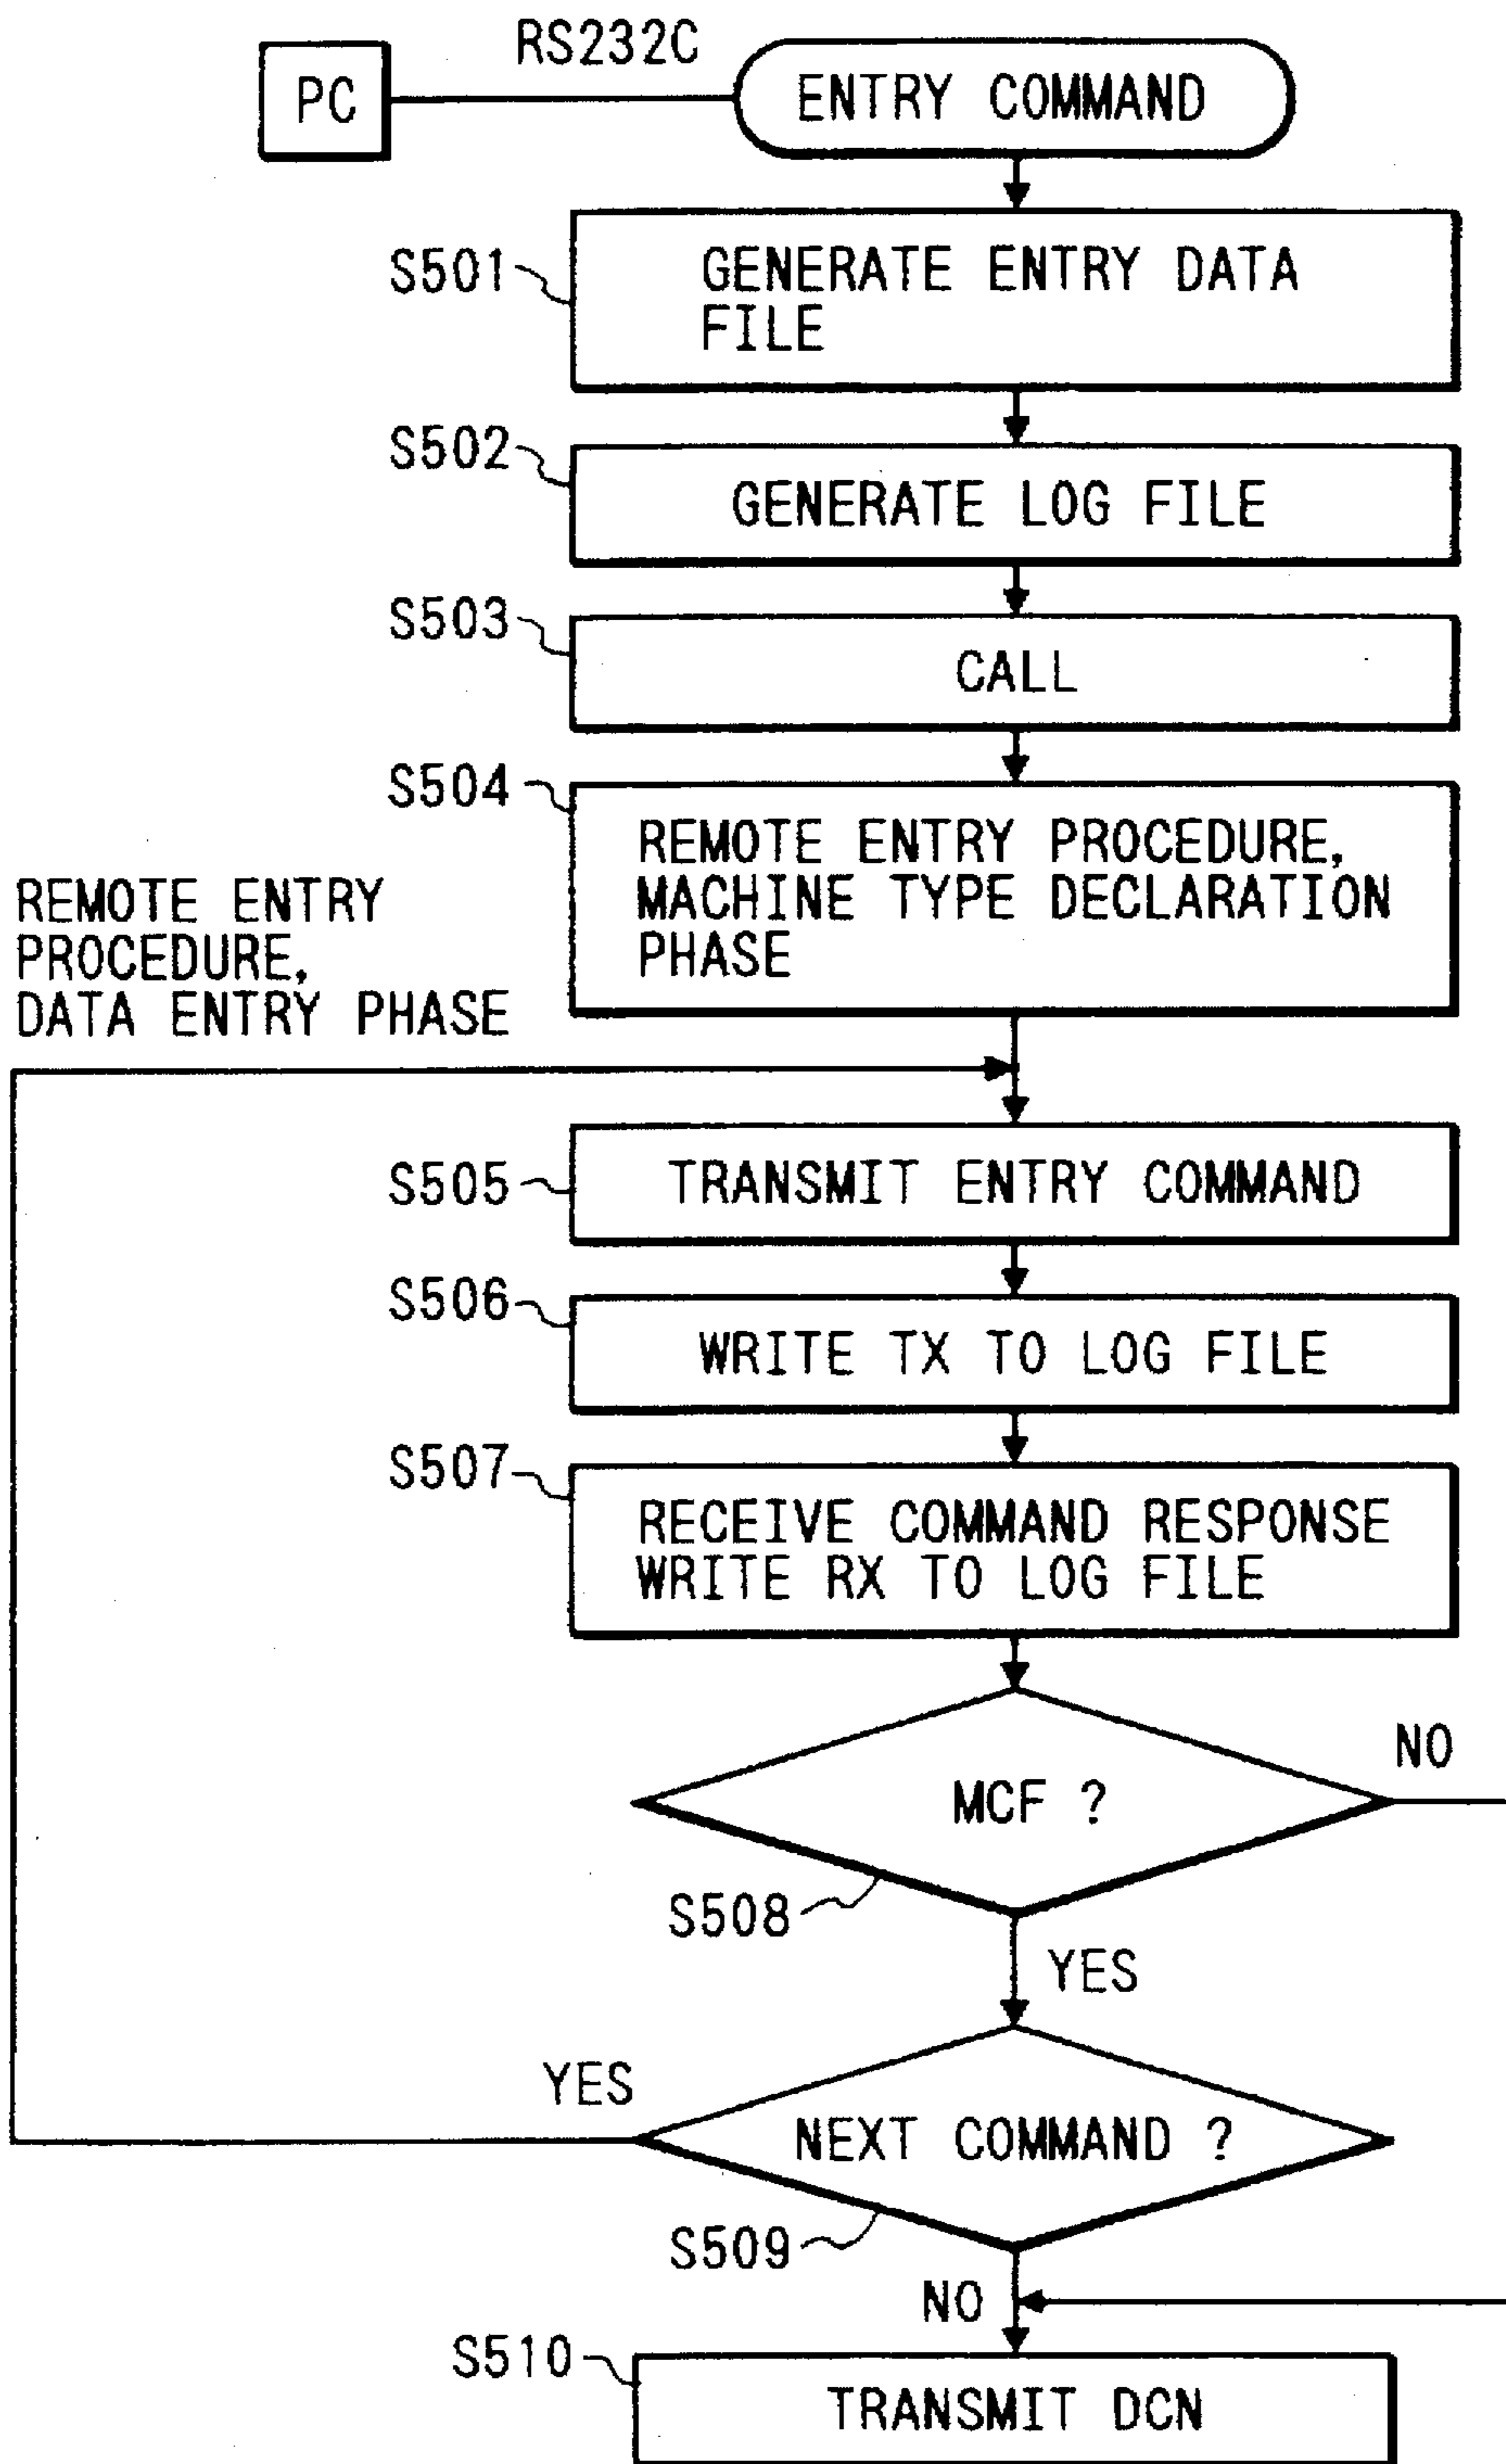 RS232C
PC
ENTRY COMMAND
S501
GENERATE ENTRY DATA
FILE
S502
GENERATE LOG FILE
S503
CALL
S504
REMOTE ENTRY PROCEDURE,
MACHINE TYPE DECLARATION
PHASE
REMOTE ENTRY
PROCEDURE,
DATA ENTRY PHASE
S505
TRANSMIT ENTRY COMMAND
S506
WRITE TX TO LOG FILE
S507
RECEIVE COMMAND RESPONSE
WRITE RX TO LOG FILE
NO
MCF ?
S508
YES
YES
NEXT COMMAND ?
S509
NO
S510
TRANSMIT DCN